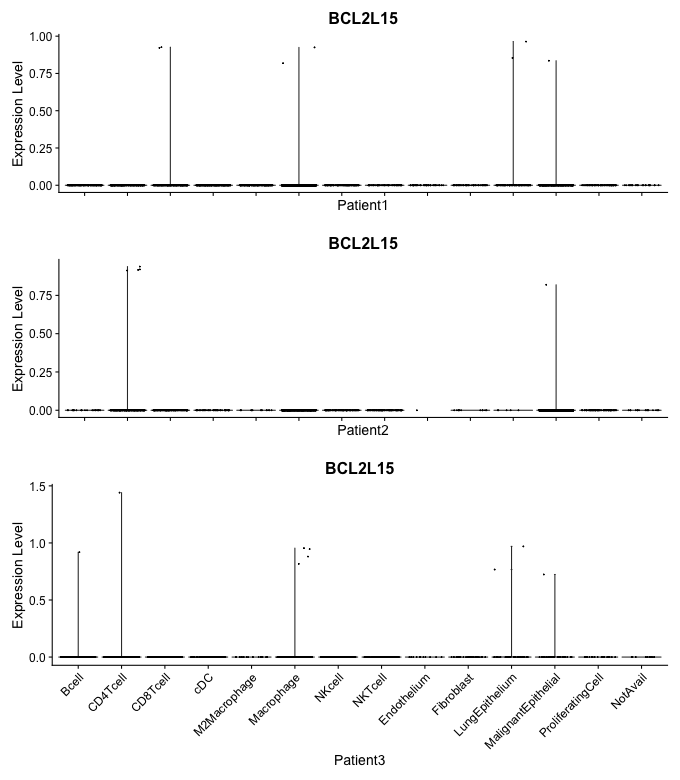 BCL2L15
Expression Level
1.00
0.75
0.50
0.25
0.00
Patient1
BCL2L15
Expression Level
0.75
0.50
0.25
0.00
Patient2
BCL2L15
Expression Level
1.5
1.0
0.5
0.0
Bcell
CD4Tcell
CD8Tcell
cDC
M2Macrophage
Macrophage
NKcell
NKTcell
Endothelium
Fibroblast
LungEpithelium
MalignantEpithelial
ProliferatingCell
NotAvail
Patient3